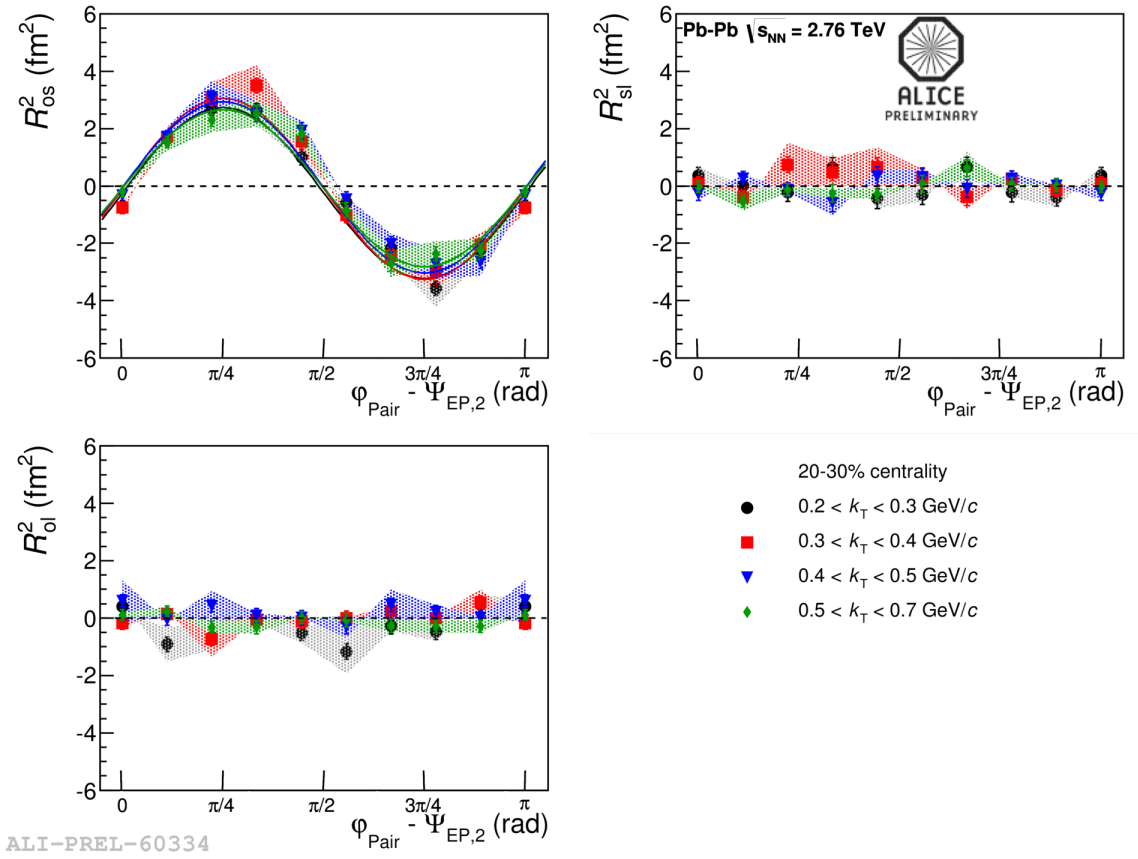 R²os (fm²)
6
4
2
0
-2
-4
-6
0 π/4 π/2 3π/4 π
φPair - ΨEP,2 (rad)
R²sl (fm²)
Pb-Pb √sNN = 2.76 TeV
ALICE
PRELIMINARY
6
4
2
0
-2
-4
-6
0 π/4 π/2 3π/4 π
φPair - ΨEP,2 (rad)
R²ol (fm²)
6
4
2
0
-2
-4
-6
0 π/4 π/2 3π/4 π
φPair - ΨEP,2 (rad)
20-30% centrality
0.2 < kT < 0.3 GeV/c
0.3 < kT < 0.4 GeV/c
0.4 < kT < 0.5 GeV/c
0.5 < kT < 0.7 GeV/c
ALI-PREL-60334